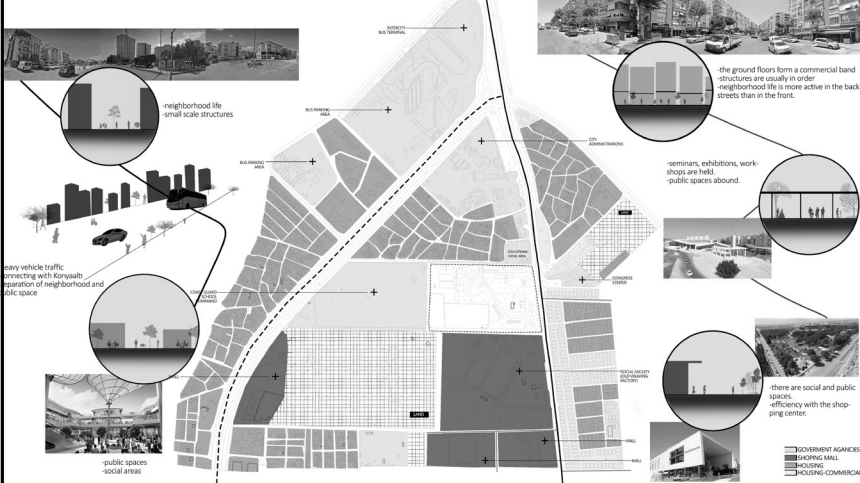 -neighborhood life
-small scale structures
INTERCITY
BUS TERMINAL
-the ground floors form a commercial band
-structures are usually in order
-neighborhood life is more active in the back
streets than in the front.
BUS PARKING
AREA
BUS PARKING
AREA
CITY
ADMINISTRATIONS
-seminars, exhibitions, work-
shops are held.
-public spaces abound.
LAND
EDUCATIONAL
SOCIAL AREA
eavy vehicle traffic
onnecting with Konyaaltı
eparation of neighborhood and
ublic space
COAST GUARD
SCHOOL
COMMAND
CONGRESS
CENTER
MALL
SOCIAL FACILITY
(OLD WEAVING
FACTORY)
-there are social and public
spaces.
-efficiency with the shop-
ping center.
LAND
MALL
MALL
-public spaces
-social areas
GOVERMENT AGANCIES
SHOPING MALL
HOUSING
HOUSING-COMMERCIAL